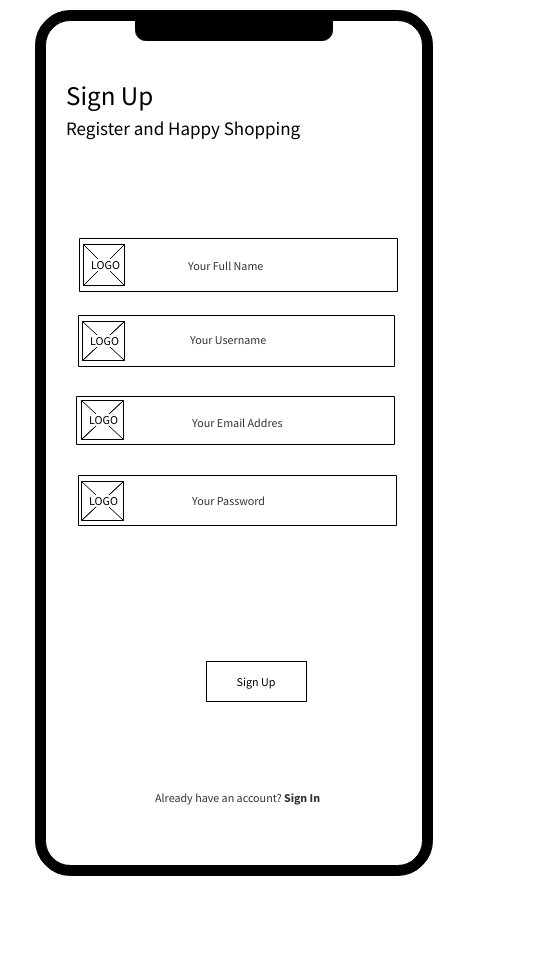 Sign Up
Register and Happy Shopping
LOGO Your Full Name
LOGO Your Username
LOGO Your Email Addres
LOGO Your Password
Sign Up
Already have an account? Sign In